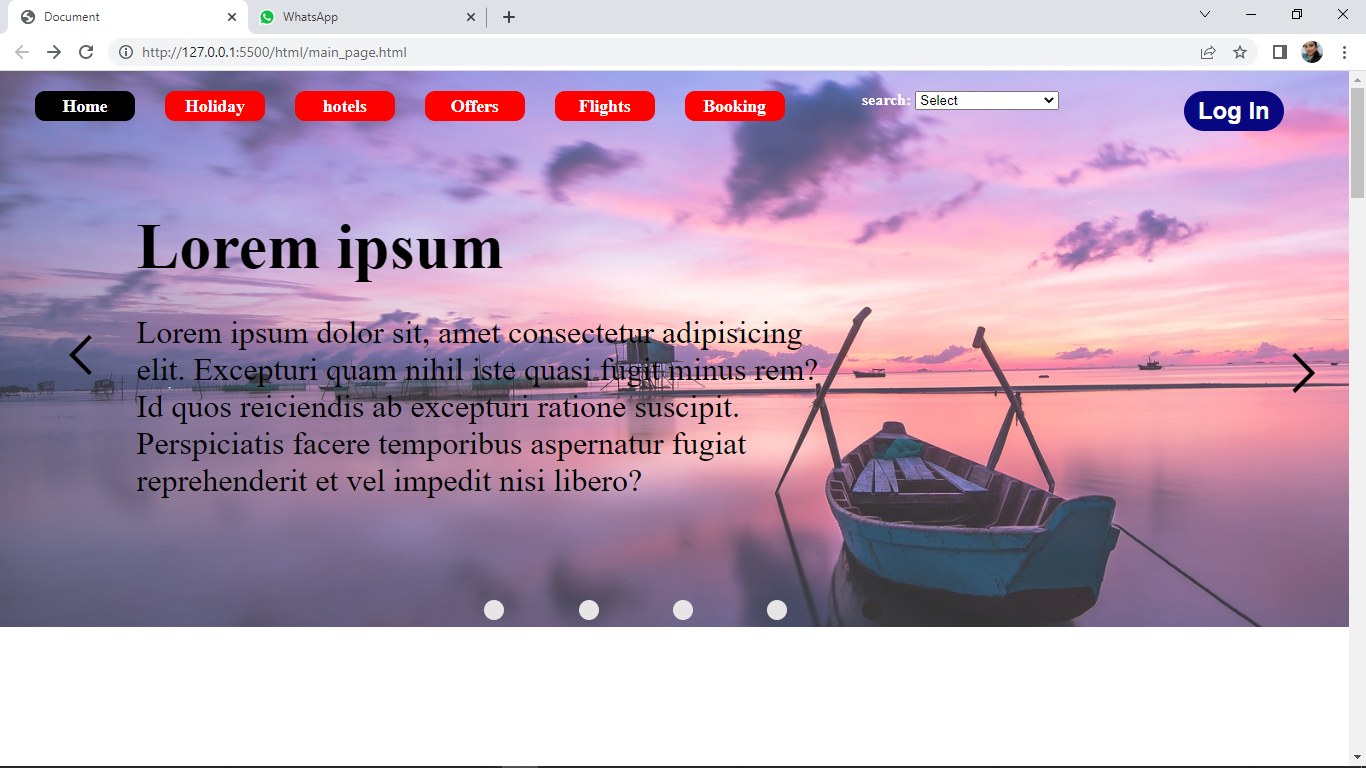 Document
WhatsApp
http://127.0.0.1:5500/html/main_page.html
Home
Holiday
hotels
Offers
Flights
Booking
search: Select
Log In
Lorem ipsum
Lorem ipsum dolor sit, amet consectetur adipisicing
elit. Excepturi quam nihil iste quasi fugit minus rem?
Id quos reiciendis ab excepturi ratione suscipit.
Perspiciatis facere temporibus aspernatur fugiat
reprehenderit et vel impedit nisi libero?